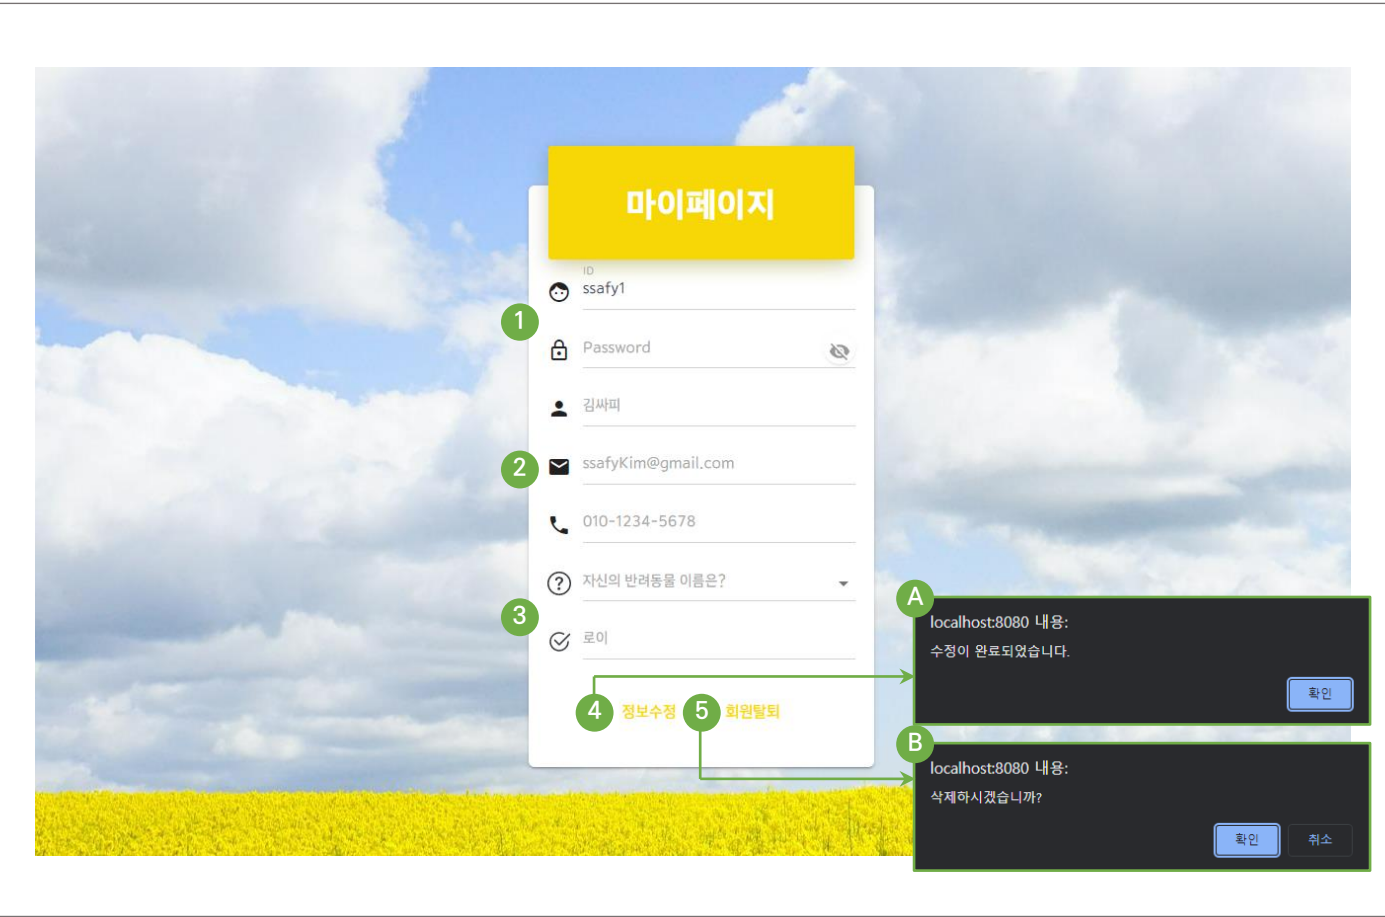 마이페이지
ID
ssafy1
1
Password
김싸피
2
ssafyKim@gmail.com
010-1234-5678
자신의 반려동물 이름은?
3
로이
4 정보수정 5 회원탈퇴
A
localhost:8080 내용:
수정이 완료되었습니다.
확인
B
localhost:8080 내용:
삭제하시겠습니까?
확인 취소